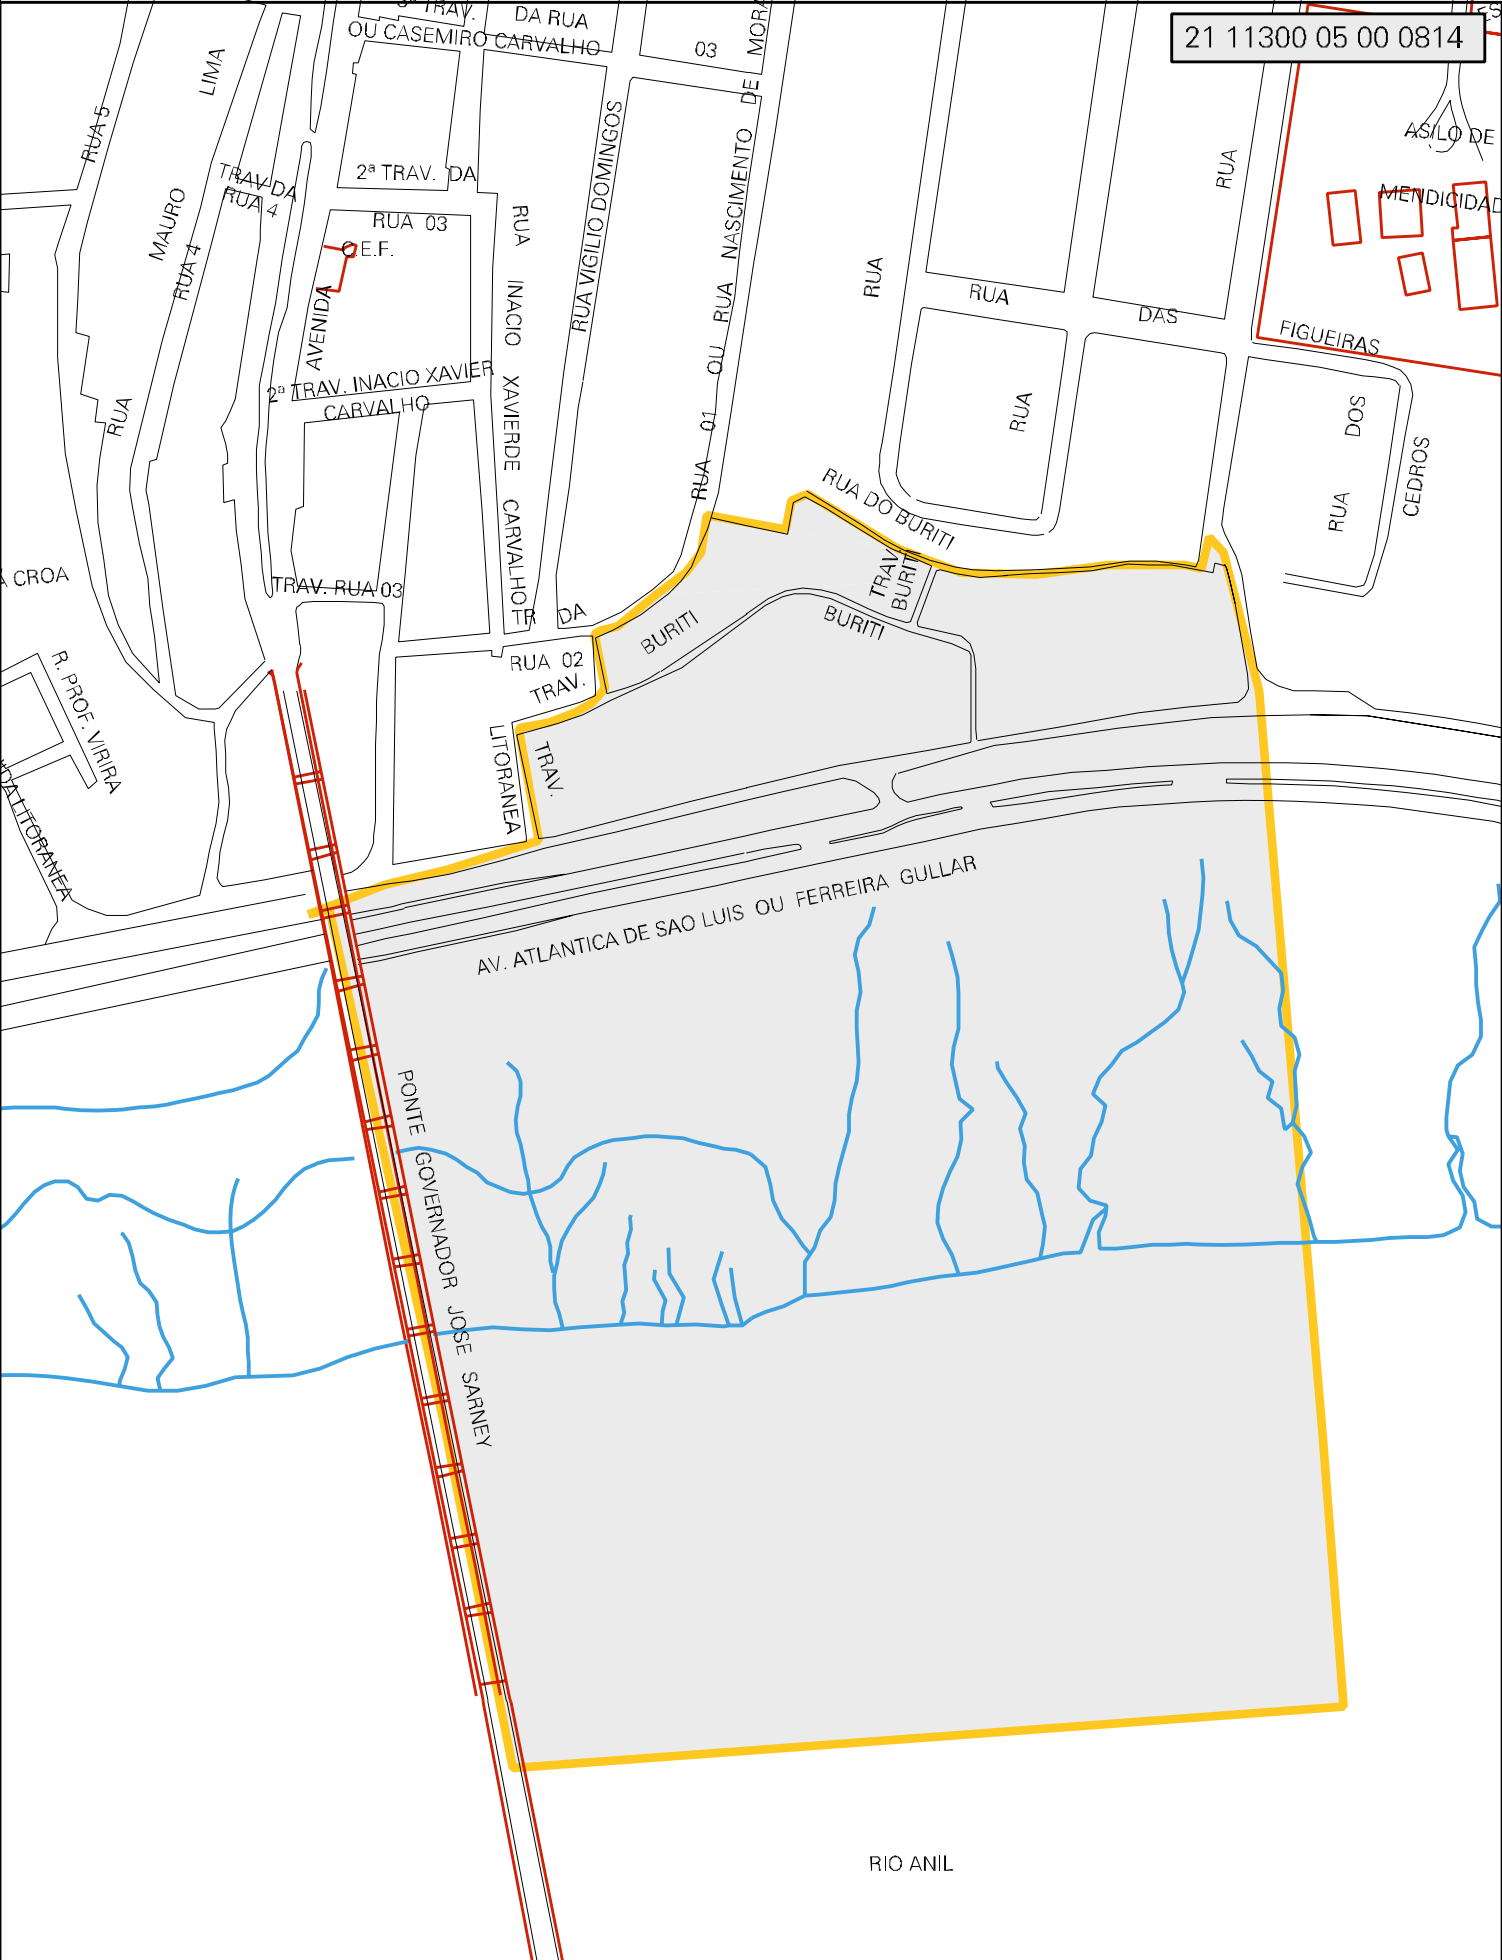 21 11300 05 00 0814
3ª TRAV.
DA RUA
OU CASEMIRO CARVALHO
03
RUA 5
LIMA
MAURO
RUA
TRAV DA
RUA 4
RUA 4
2ª TRAV. DA
RUA 03
C.E.F.
AVENIDA
2ª TRAV. INACIO XAVIER
CARVALHO
RUA INACIO XAVIERDE CARVALHO
RUA VIGILIO DOMINGOS
RUA 01 OU RUA NASCIMENTO DE
RUA
RUA
RUA
DAS
FIGUEIRAS
ASILO DE
MENDICIDAD
RUA
RUA
DOS
CEDROS
RUA DO BURITI
TRAV.
BURITI
BURITI
BURITI
A CROA
TRAV. RUA 03
TR DA
RUA 02
TRAV.
LITORANEA
TRAV.
R. PROF. VIRIRA
DA LITORANEA
AV. ATLANTICA DE SAO LUIS OU FERREIRA GULLAR
PONTE GOVERNADOR JOSE SARNEY
RIO ANIL